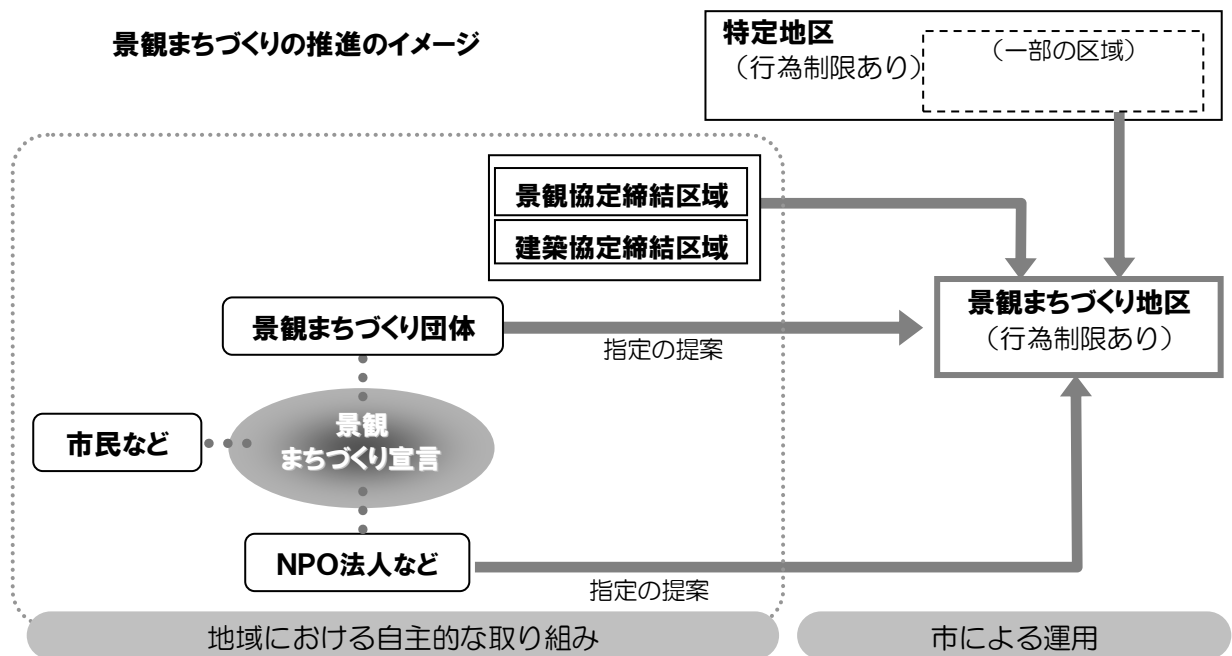 景観まちづくりの推進のイメージ
特定地区
（行為制限あり）
（一部の区域）
景観協定締結区域
建築協定締結区域
景観まちづくり団体
指定の提案
景観まちづくり地区
（行為制限あり）
市民など
景観
まちづくり宣言
NPO法人など
指定の提案
地域における自主的な取り組み
市による運用